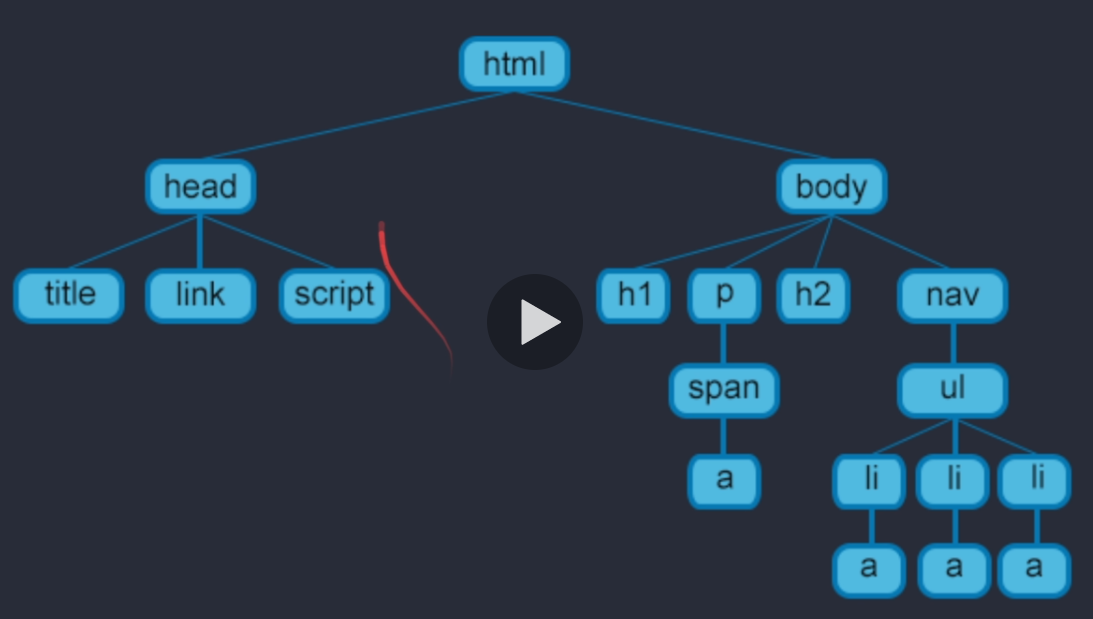 html
head
body
title link script h1 p h2 nav
span ul
a li li li
a a a